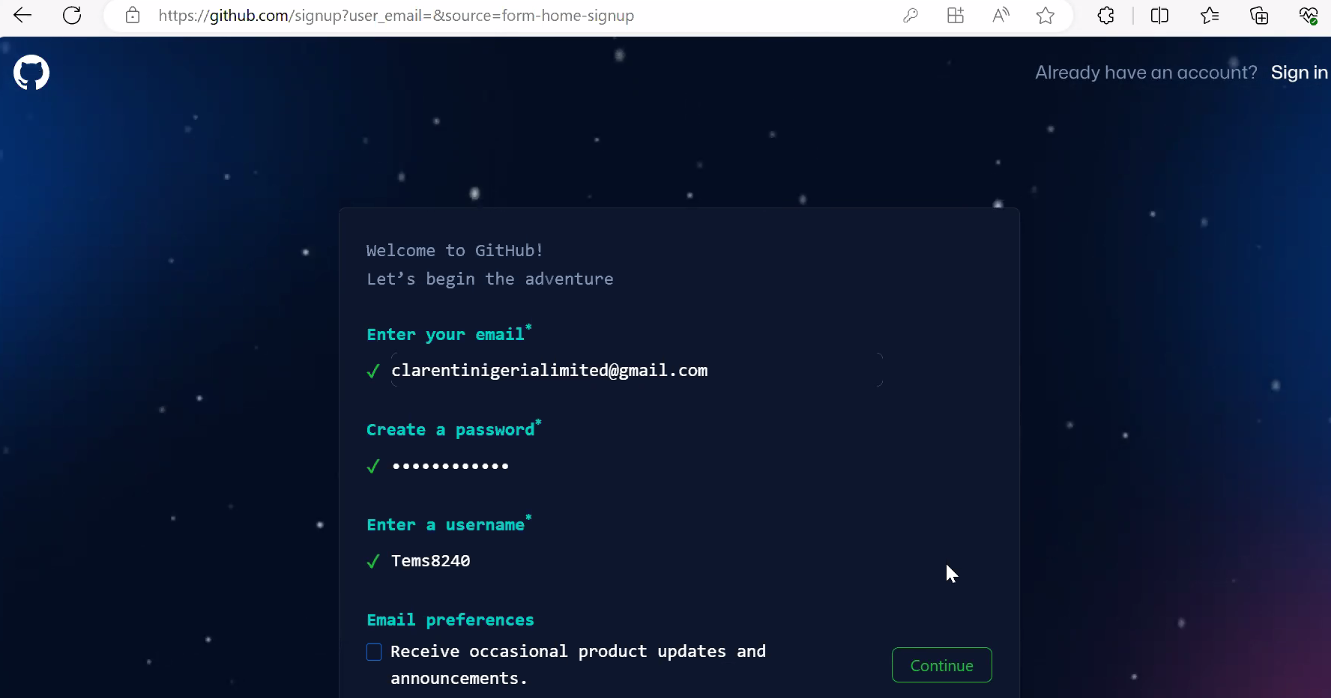 https://github.com/signup?user_email=&source=form-home-signup
Already have an account? Sign in
Welcome to GitHub!
Let’s begin the adventure
Enter your email*
✓ clarentinigerialimited@gmail.com
Create a password*
✓ ••••••••••••
Enter a username*
✓ Tems8240
Email preferences
Receive occasional product updates and
announcements.
Continue